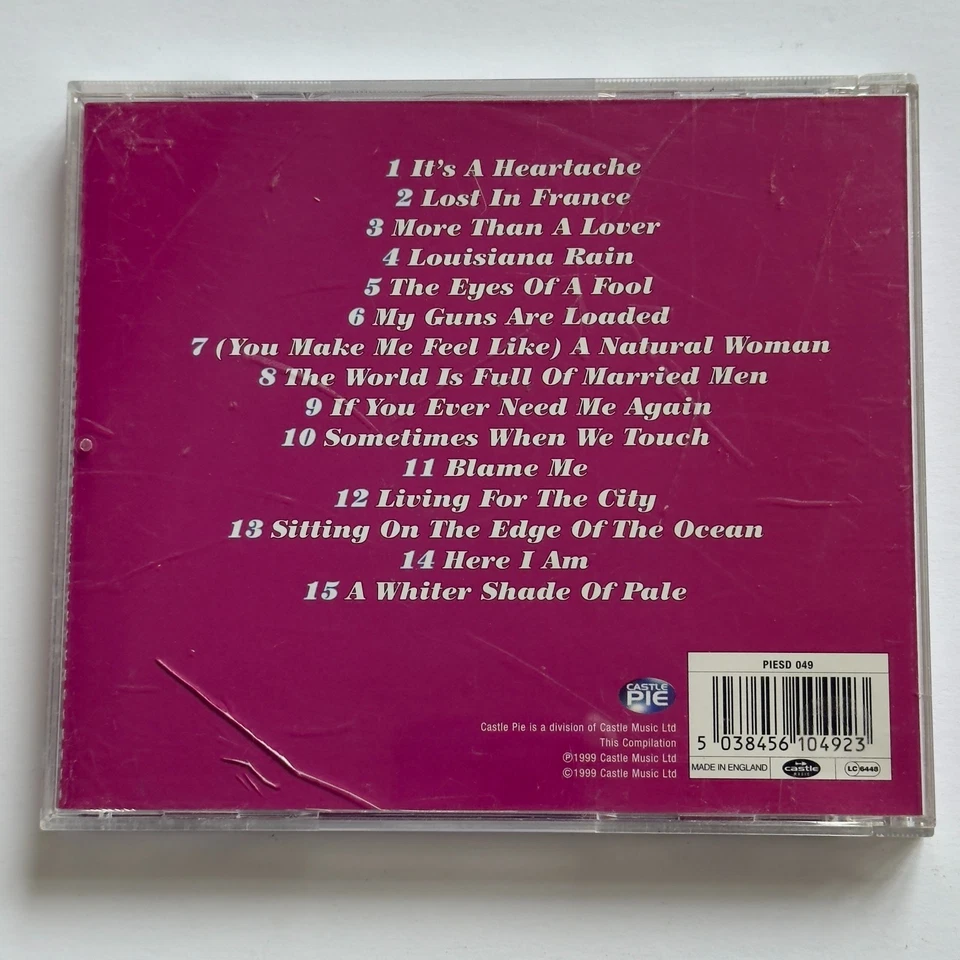 1 It's A Heartache
2 Lost In France
3 More Than A Lover
4 Louisiana Rain
5 The Eyes Of A Fool
6 My Guns Are Loaded
7 (You Make Me Feel Like) A Natural Woman
8 The World Is Full Of Married Men
9 If You Ever Need Me Again
10 Sometimes When We Touch
11 Blame Me
12 Living For The City
13 Sitting On The Edge Of The Ocean
14 Here I Am
15 A Whiter Shade Of Pale
CASTLE
PIE
Castle Pie is a division of Castle Music Ltd
This Compilation
℗1999 Castle Music Ltd
©1999 Castle Music Ltd
PIESD 049
5 038456 104923
MADE IN ENGLAND
castle
MUSIC
LC 6448